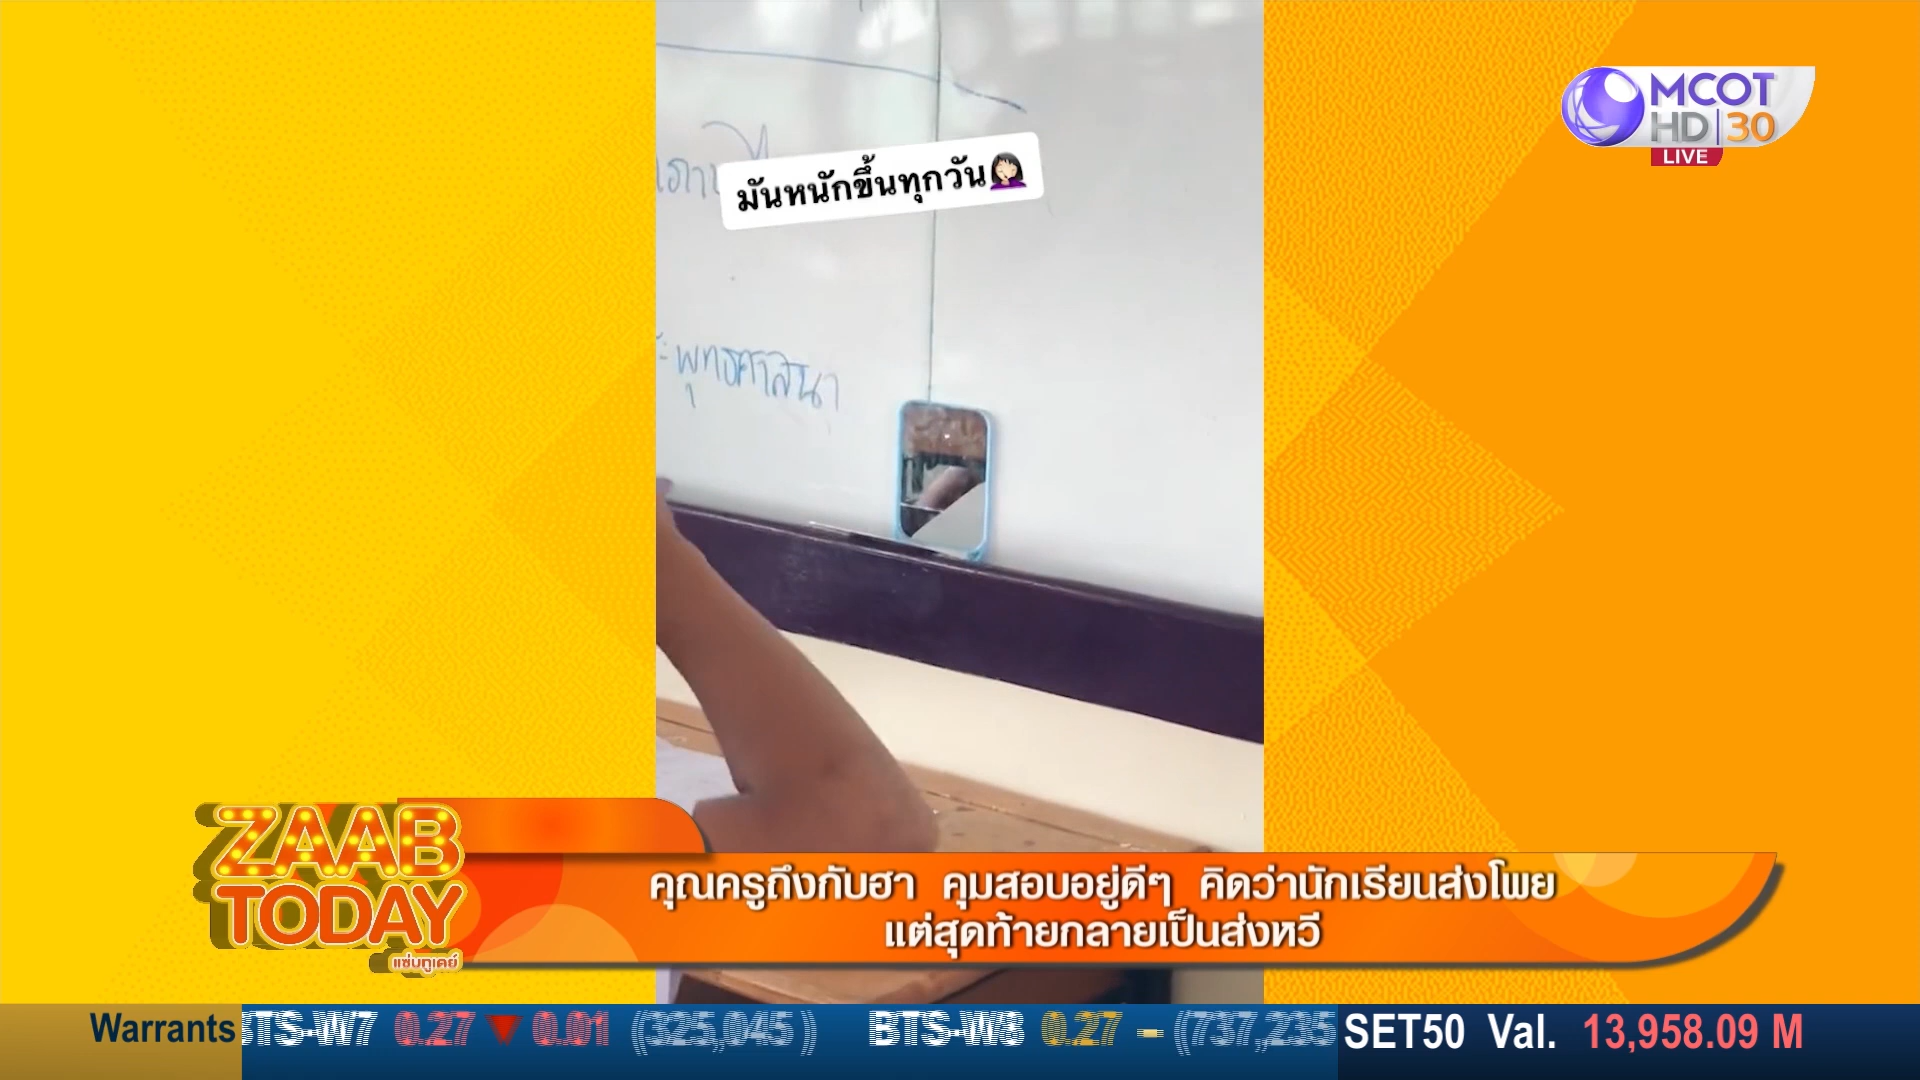 MCOT
HD 30
LIVE
มันหนักขึ้นทุกวัน🤦🏻‍♀️
พุทธศาสนา
ZAAB
TODAY
แซ่บทูเดย์
คุณครูถึงกับฮา คุมสอบอยู่ดีๆ คิดว่านักเรียนส่งโพย
แต่สุดท้ายกลายเป็นส่งหวี
Warrants BTS-W7 0.27 ▼ 0.01 (325,045) BTS-W8 0.27 – (737,235 SET50 Val. 13,958.09 M